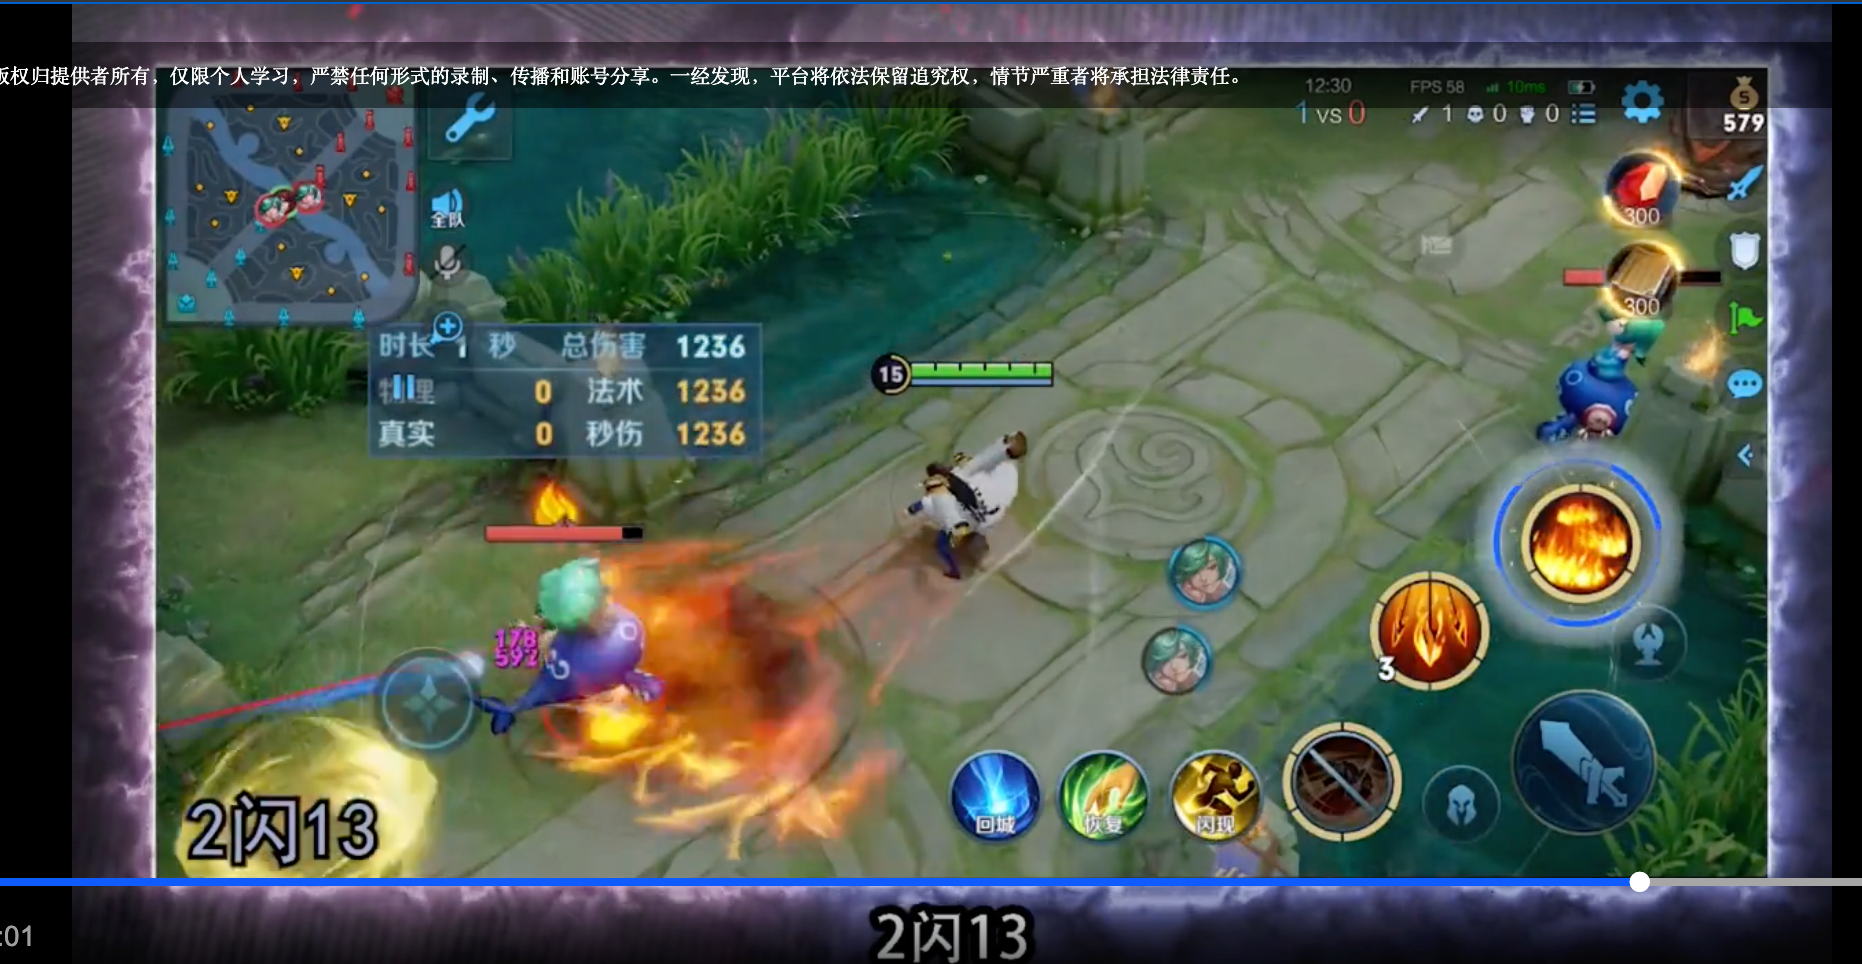 版权归提供者所有，仅限个人学习，严禁任何形式的录制、传播和账号分享。一经发现，平台将依法保留追究权，情节严重者将承担法律责任。
12:30 FPS 58 10ms
1 vs 0 1 0 0
579
全队
300
300
时长 1 秒 总伤害 1236
物理 0 法术 1236
真实 0 秒伤 1236
15
178
592
3
回城 恢复 闪现
2闪13
2闪13
:01